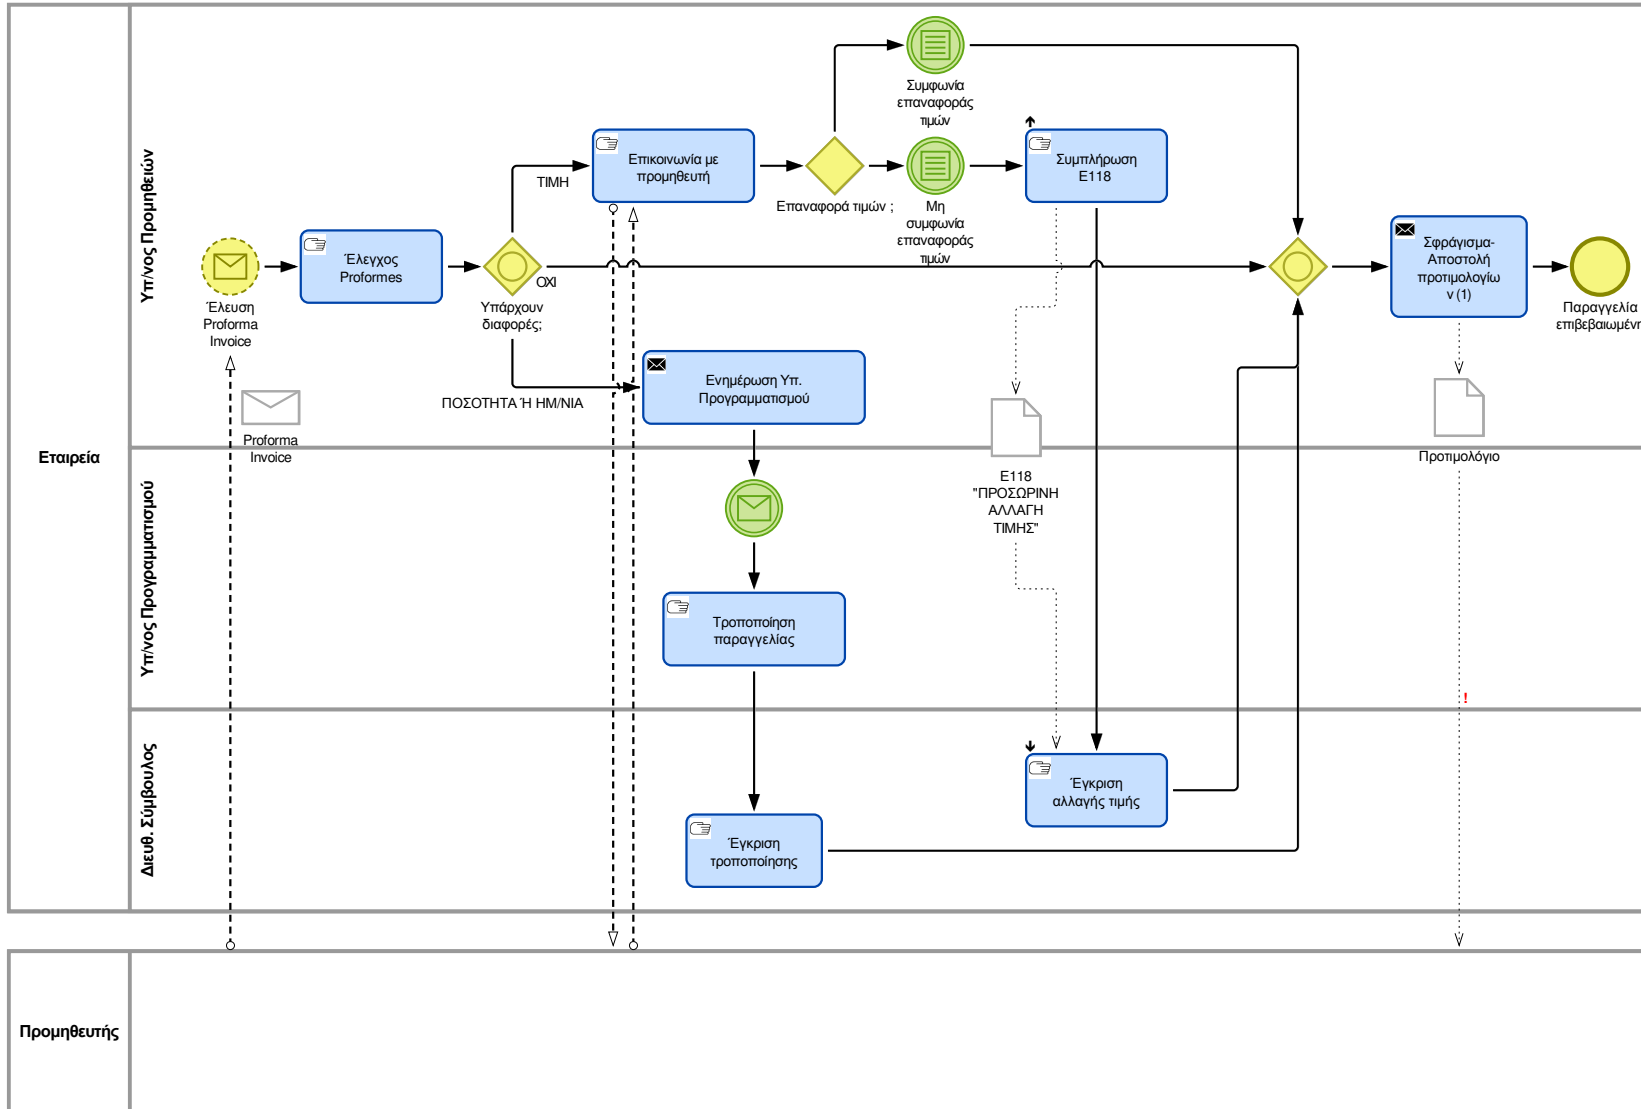 Εταιρεία
Υπ/νος Προμηθειών
Υπ/νος Προγραμματισμού
Διευθ. Σύμβουλος
Προμηθευτής
Έλευση
Proforma
Invoice
Proforma
Invoice
Έλεγχος
Proformes
Υπάρχουν
διαφορές;
ΤΙΜΗ
ΟΧΙ
ΠΟΣΟΤΗΤΑ Ή ΗΜ/ΝΙΑ
Επικοινωνία με
προμηθευτή
Επαναφορά τιμών ;
Συμφωνία
επαναφοράς
τιμών
Μη
συμφωνία
επαναφοράς
τιμών
Συμπλήρωση
Ε118
Ενημέρωση Υπ.
Προγραμματισμού
Ε118
"ΠΡΟΣΩΡΙΝΗ
ΑΛΛΑΓΗ
ΤΙΜΗΣ"
Τροποποίηση
παραγγελίας
Έγκριση
τροποποίησης
Έγκριση
αλλαγής τιμής
Σφράγισμα-
Αποστολή
προτιμολογίω
ν (1)
Προτιμολόγιο
!
Παραγγελία
επιβεβαιωμένη